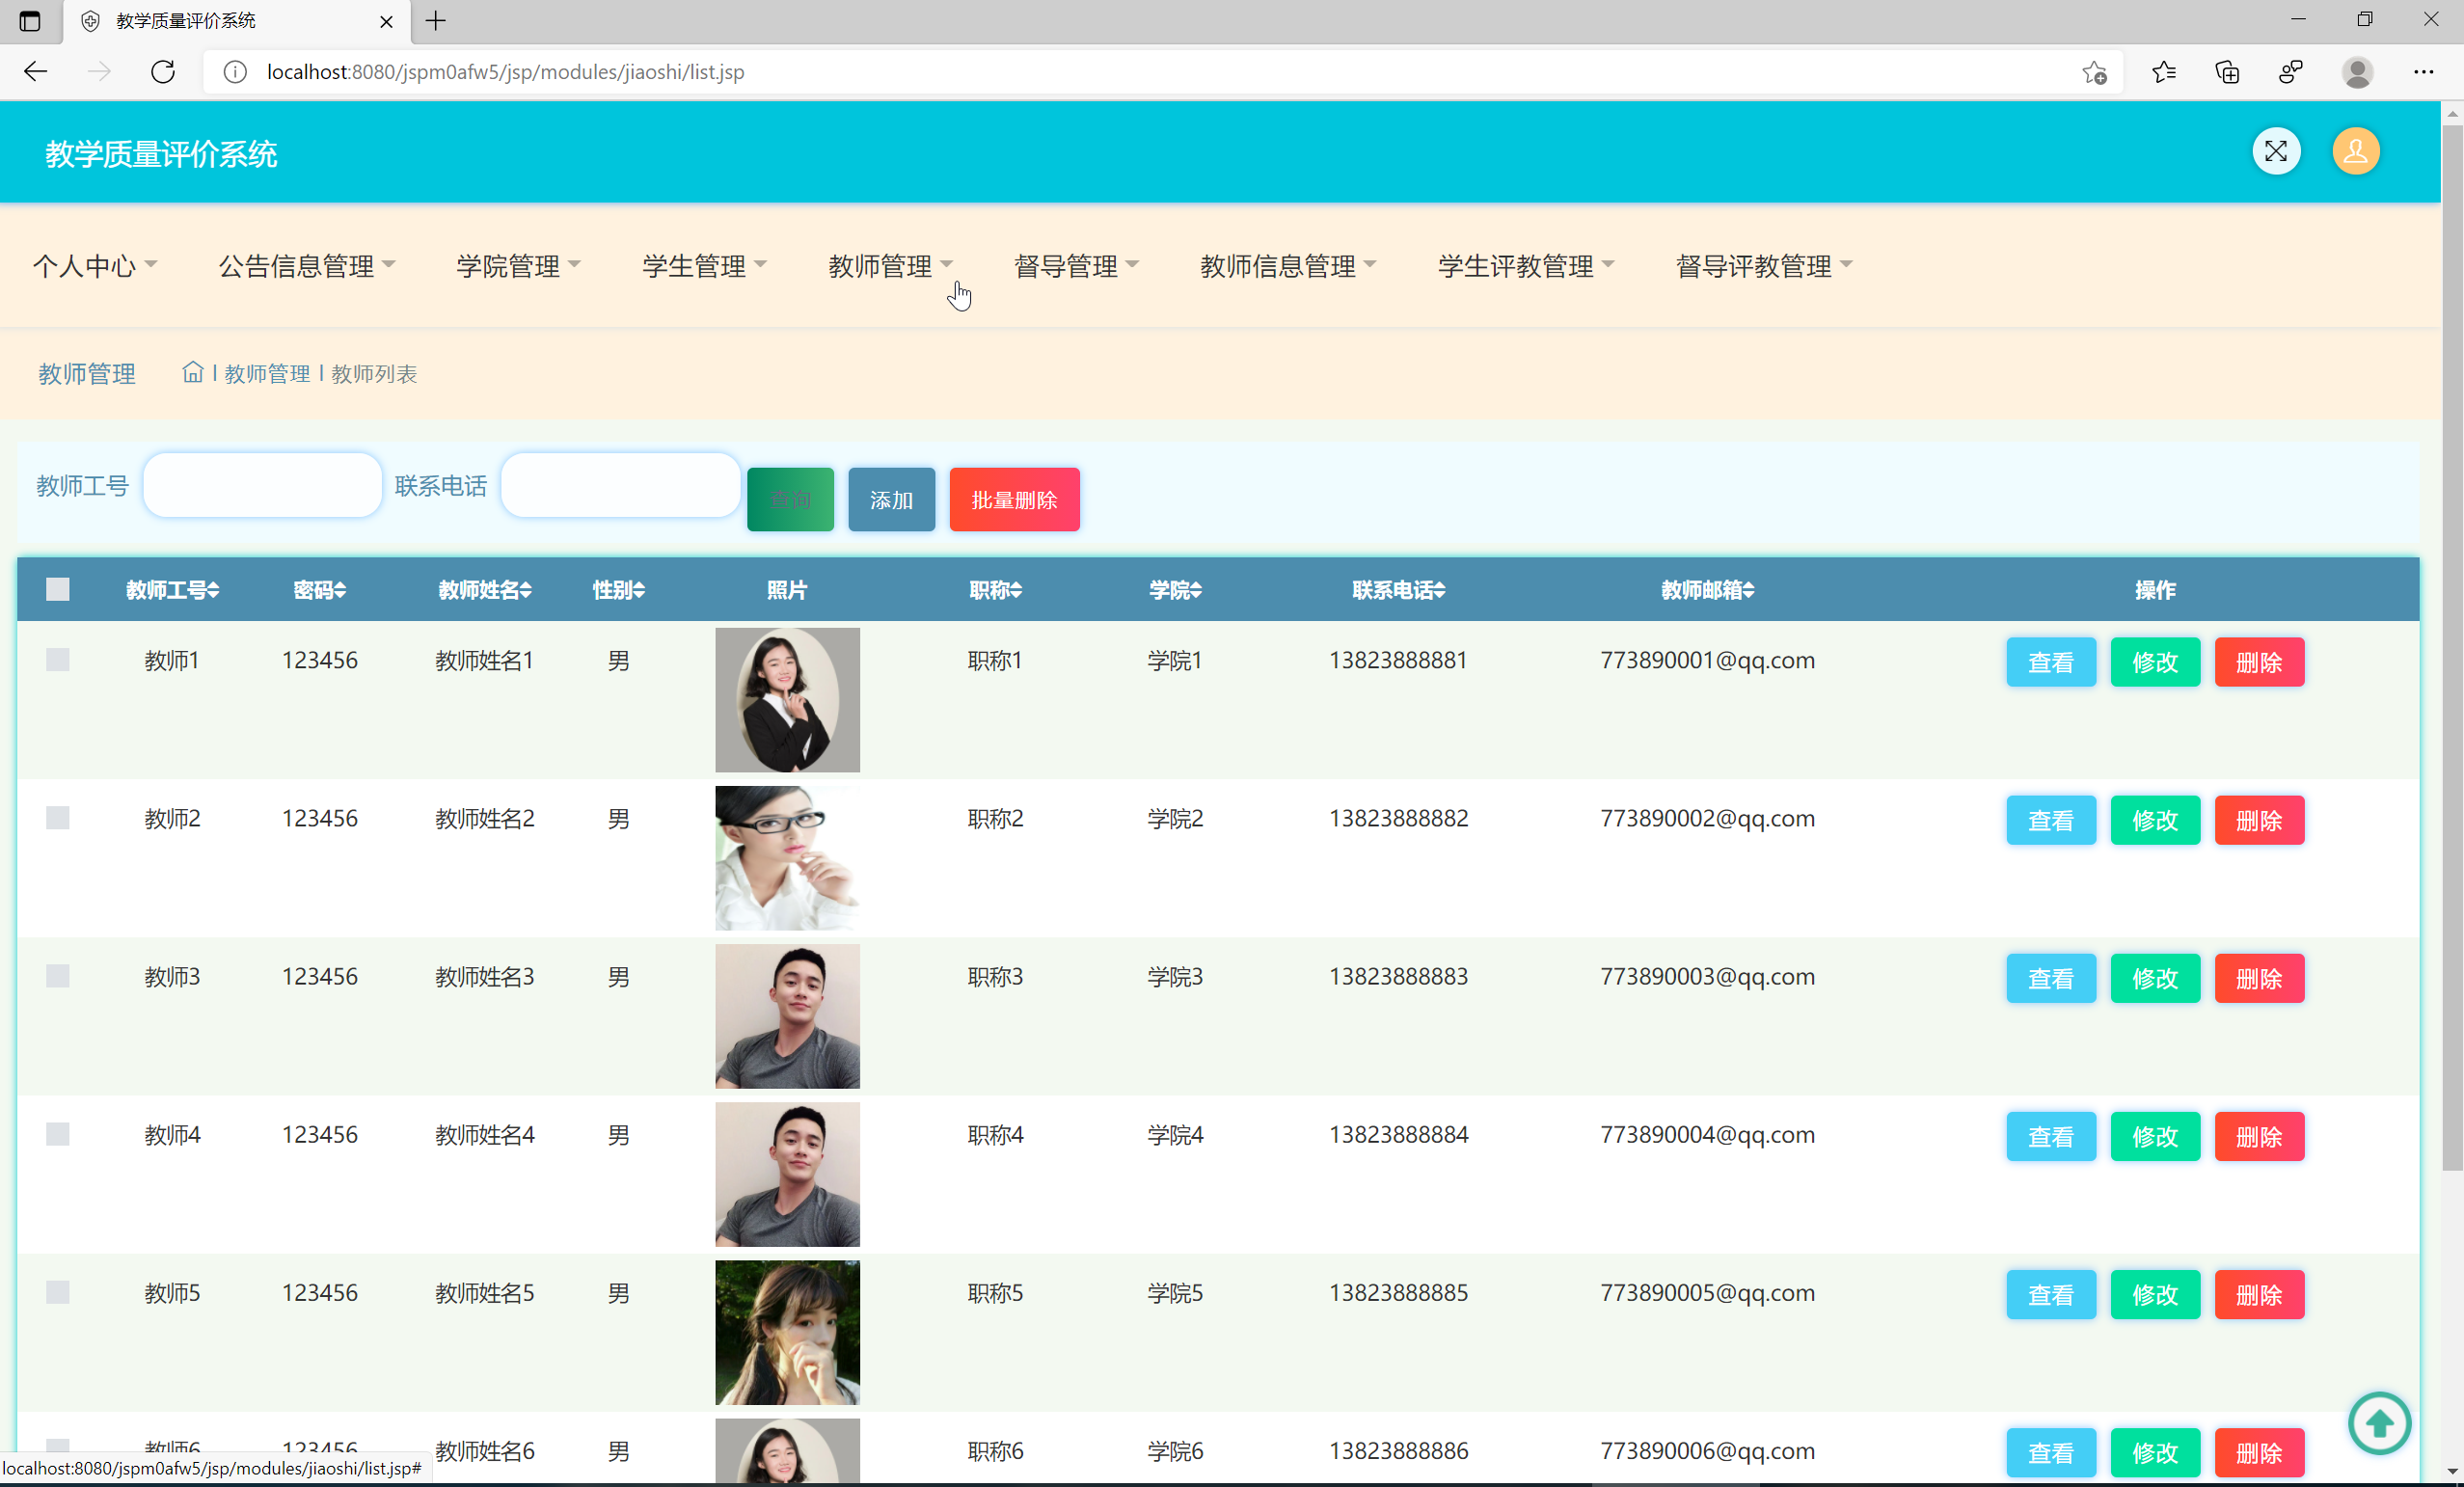 教学质量评价系统
localhost:8080/jspm0afw5/jsp/modules/jiaoshi/list.jsp
教学质量评价系统
个人中心 公告信息管理 学院管理 学生管理 教师管理 督导管理 教师信息管理 学生评教管理 督导评教管理
教师管理 教师管理 教师列表
教师工号 联系电话 查询 添加 批量删除
教师工号 密码 教师姓名 性别 照片 职称 学院 联系电话 教师邮箱 操作
教师1 123456 教师姓名1 男 职称1 学院1 13823888881 773890001@qq.com 查看 修改 删除
教师2 123456 教师姓名2 男 职称2 学院2 13823888882 773890002@qq.com 查看 修改 删除
教师3 123456 教师姓名3 男 职称3 学院3 13823888883 773890003@qq.com 查看 修改 删除
教师4 123456 教师姓名4 男 职称4 学院4 13823888884 773890004@qq.com 查看 修改 删除
教师5 123456 教师姓名5 男 职称5 学院5 13823888885 773890005@qq.com 查看 修改 删除
教师6 123456 教师姓名6 男 职称6 学院6 13823888886 773890006@qq.com 查看 修改 删除
localhost:8080/jspm0afw5/jsp/modules/jiaoshi/list.jsp#